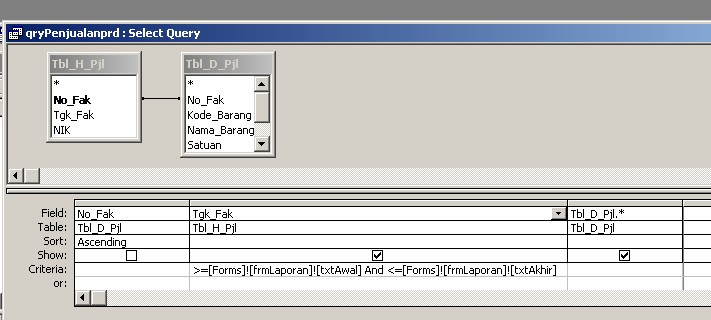 qryPenjualanprd : Select Query
Tbl_H_Pjl
*
No_Fak
Tgk_Fak
NIK
Tbl_D_Pjl
*
No_Fak
Kode_Barang
Nama_Barang
Satuan
Field: No_Fak Tgk_Fak Tbl_D_Pjl.*
Table: Tbl_D_Pjl Tbl_H_Pjl Tbl_D_Pjl
Sort: Ascending
Show:
Criteria: >=[Forms]![frmLaporan]![txtAwal] And <=[Forms]![frmLaporan]![txtAkhir]
or: